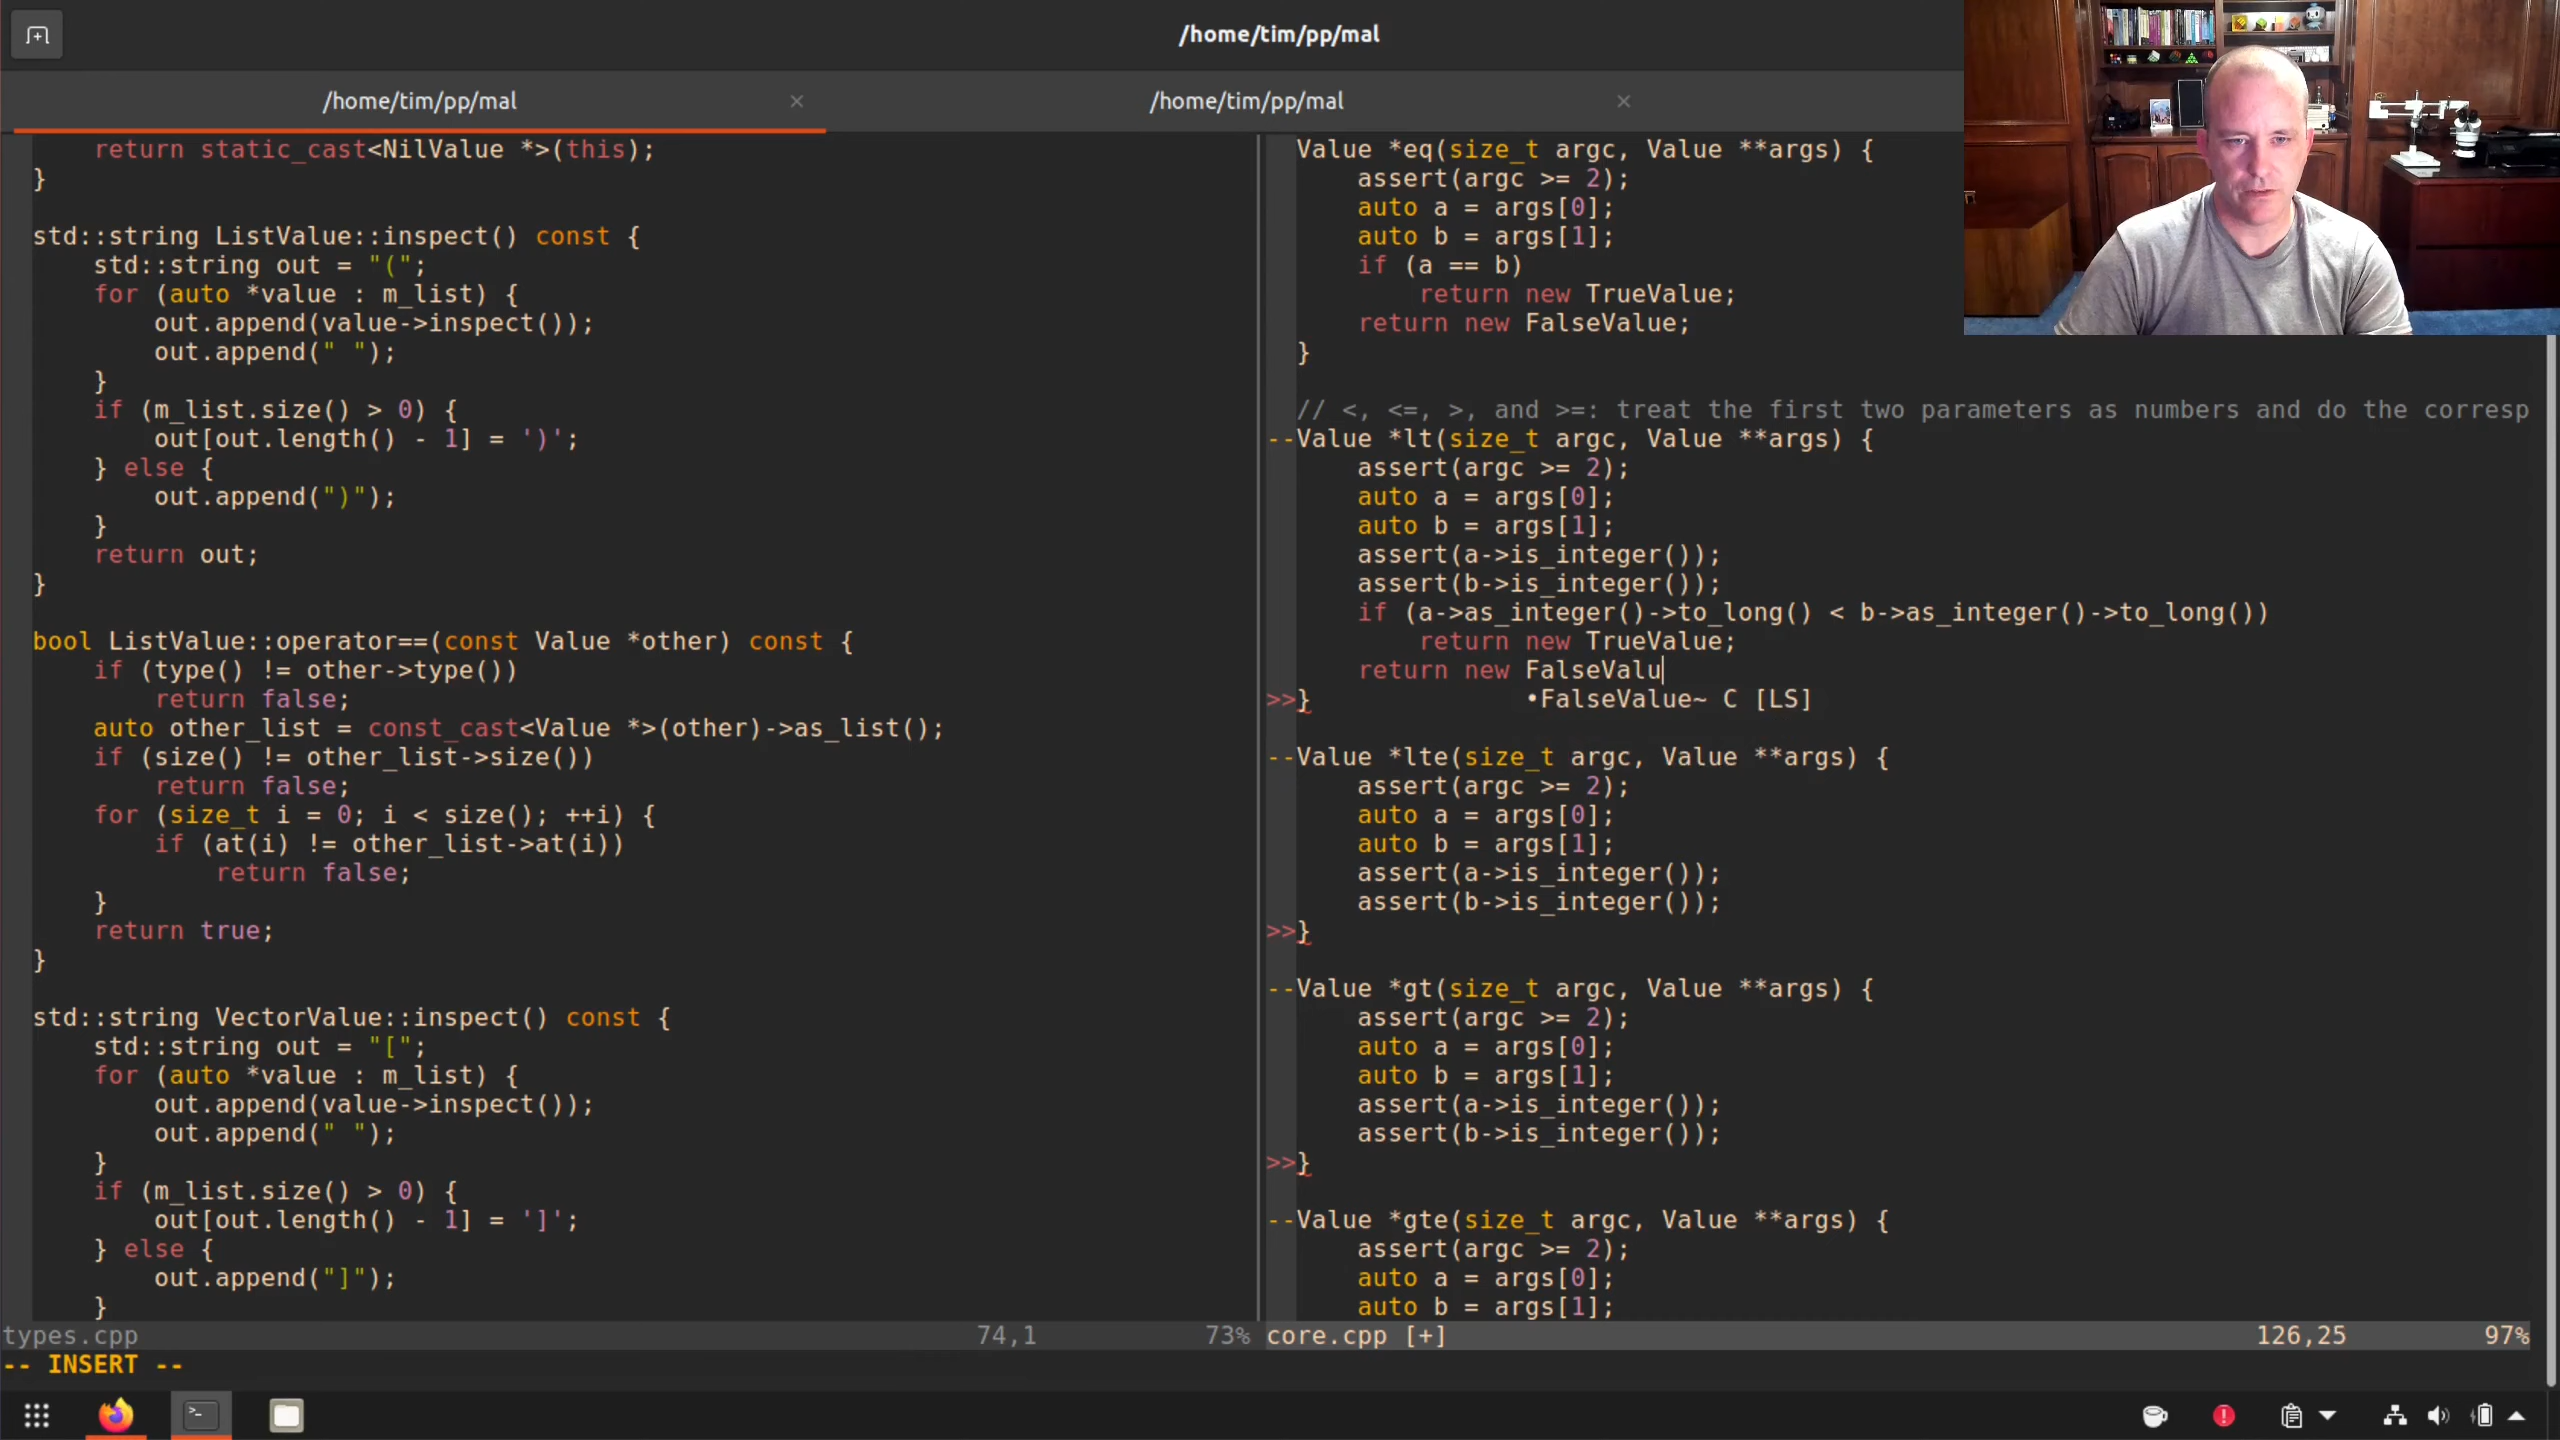 /home/tim/pp/mal
/home/tim/pp/mal ×
/home/tim/pp/mal ×
    return static_cast<NilValue *>(this);
}
std::string ListValue::inspect() const {
    std::string out = "(";
    for (auto *value : m_list) {
        out.append(value->inspect());
        out.append(" ");
    }
    if (m_list.size() > 0) {
        out[out.length() - 1] = ')';
    } else {
        out.append(")");
    }
    return out;
}
bool ListValue::operator==(const Value *other) const {
    if (type() != other->type())
        return false;
    auto other_list = const_cast<Value *>(other)->as_list();
    if (size() != other_list->size())
        return false;
    for (size_t i = 0; i < size(); ++i) {
        if (at(i) != other_list->at(i))
            return false;
    }
    return true;
}
std::string VectorValue::inspect() const {
    std::string out = "[";
    for (auto *value : m_list) {
        out.append(value->inspect());
        out.append(" ");
    }
    if (m_list.size() > 0) {
        out[out.length() - 1] = ']';
    } else {
        out.append("]");
    }
types.cpp 74,1 73%
-- INSERT --
Value *eq(size_t argc, Value **args) {
    assert(argc >= 2);
    auto a = args[0];
    auto b = args[1];
    if (a == b)
        return new TrueValue;
    return new FalseValue;
}
// <, <=, >, and >=: treat the first two parameters as numbers and do the corresp
--Value *lt(size_t argc, Value **args) {
    assert(argc >= 2);
    auto a = args[0];
    auto b = args[1];
    assert(a->is_integer());
    assert(b->is_integer());
    if (a->as_integer()->to_long() < b->as_integer()->to_long())
        return new TrueValue;
    return new FalseValu
>>} •FalseValue~ C [LS]
--Value *lte(size_t argc, Value **args) {
    assert(argc >= 2);
    auto a = args[0];
    auto b = args[1];
    assert(a->is_integer());
    assert(b->is_integer());
>>}
--Value *gt(size_t argc, Value **args) {
    assert(argc >= 2);
    auto a = args[0];
    auto b = args[1];
    assert(a->is_integer());
    assert(b->is_integer());
>>}
--Value *gte(size_t argc, Value **args) {
    assert(argc >= 2);
    auto a = args[0];
    auto b = args[1];
core.cpp [+] 126,25 97%